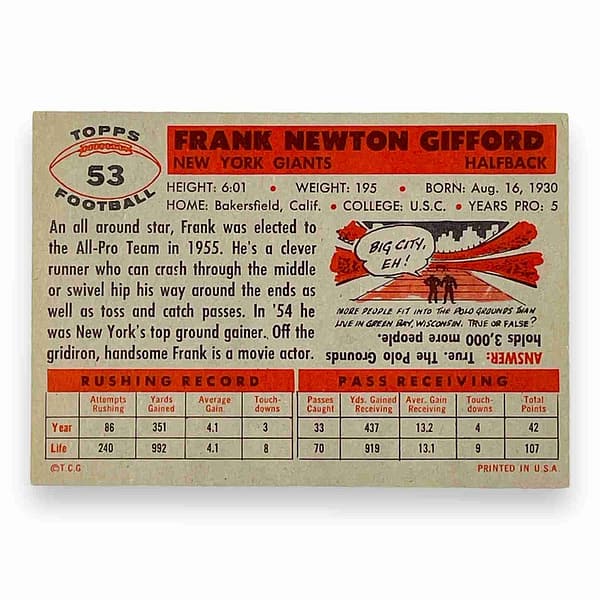 TOPPS
53
FOOTBALL
FRANK NEWTON GIFFORD
NEW YORK GIANTS HALFBACK
HEIGHT: 6:01 • WEIGHT: 195 • BORN: Aug. 16, 1930
HOME: Bakersfield, Calif. • COLLEGE: U.S.C. • YEARS PRO: 5
An all around star, Frank was elected to
the All-Pro Team in 1955. He's a clever
runner who can crash through the middle
or swivel hip his way around the ends as
well as toss and catch passes. In '54 he
was New York's top ground gainer. Off the
gridiron, handsome Frank is a movie actor.
BIG CITY,
EH!
MORE PEOPLE FIT INTO THE POLO GROUNDS THAN
LIVE IN GREEN BAY, WISCONSIN. TRUE OR FALSE?
ANSWER: True. The Polo Grounds
holds 3,000 more people.
RUSHING RECORD PASS RECEIVING
Attempts Rushing Yards Gained Average Gain Touch-downs Passes Caught Yds. Gained Receiving Aver. Gain Receiving Touch-downs Total Points
Year 86 351 4.1 3 33 437 13.2 4 42
Life 240 992 4.1 8 70 919 13.1 9 107
©T.C.G PRINTED IN U.S.A.